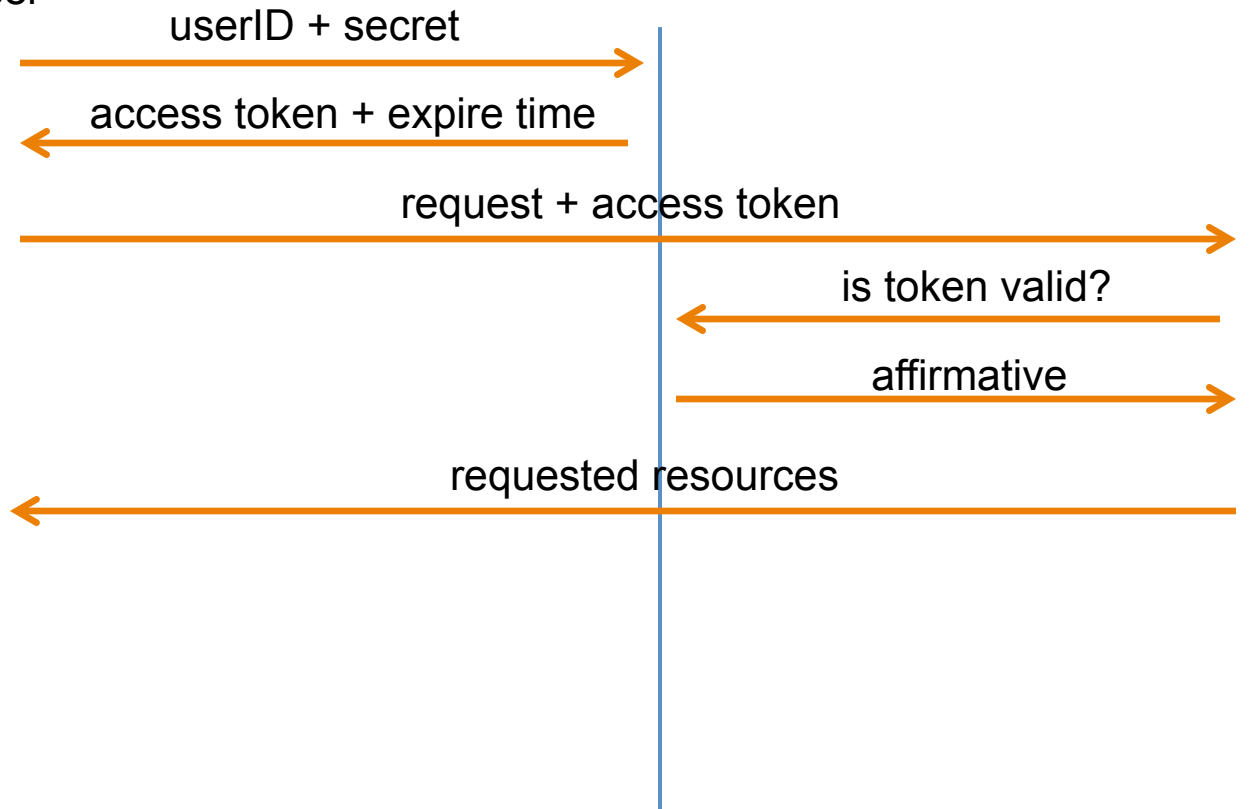 userID + secret
access token + expire time
request + access token
is token valid?
affirmative
requested resources